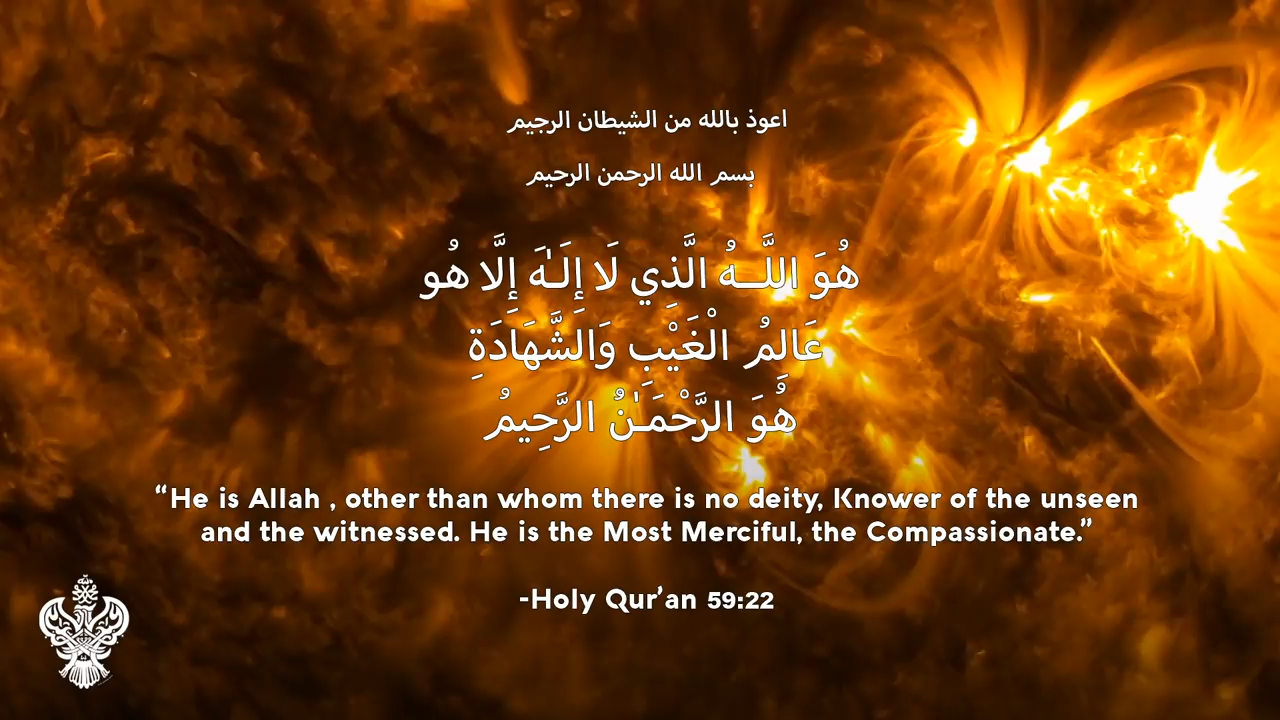 اعوذ بالله من الشيطان الرجيم
بسم الله الرحمن الرحيم
هُوَ اللَّـهُ الَّذِي لَا إِلَـٰهَ إِلَّا هُو
عَالِمُ الْغَيْبِ وَالشَّهَادَةِ
هُوَ الرَّحْمَـٰنُ الرَّحِيمُ
“He is Allah , other than whom there is no deity, Knower of the unseen
and the witnessed. He is the Most Merciful, the Compassionate.”
-Holy Qur’an 59:22